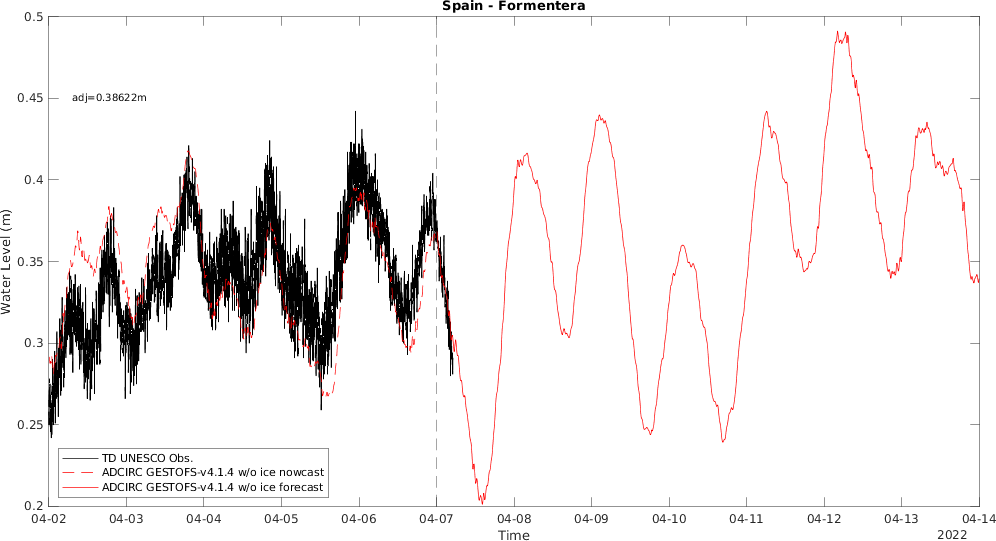 Spain - Formentera
0.5
0.45
0.4
0.35
0.3
0.25
0.2
Water Level (m)
adj=0.38622m
TD UNESCO Obs.
ADCIRC GESTOFS-v4.1.4 w/o ice nowcast
ADCIRC GESTOFS-v4.1.4 w/o ice forecast
04-02 04-03 04-04 04-05 04-06 04-07 04-08 04-09 04-10 04-11 04-12 04-13 04-14
Time
2022